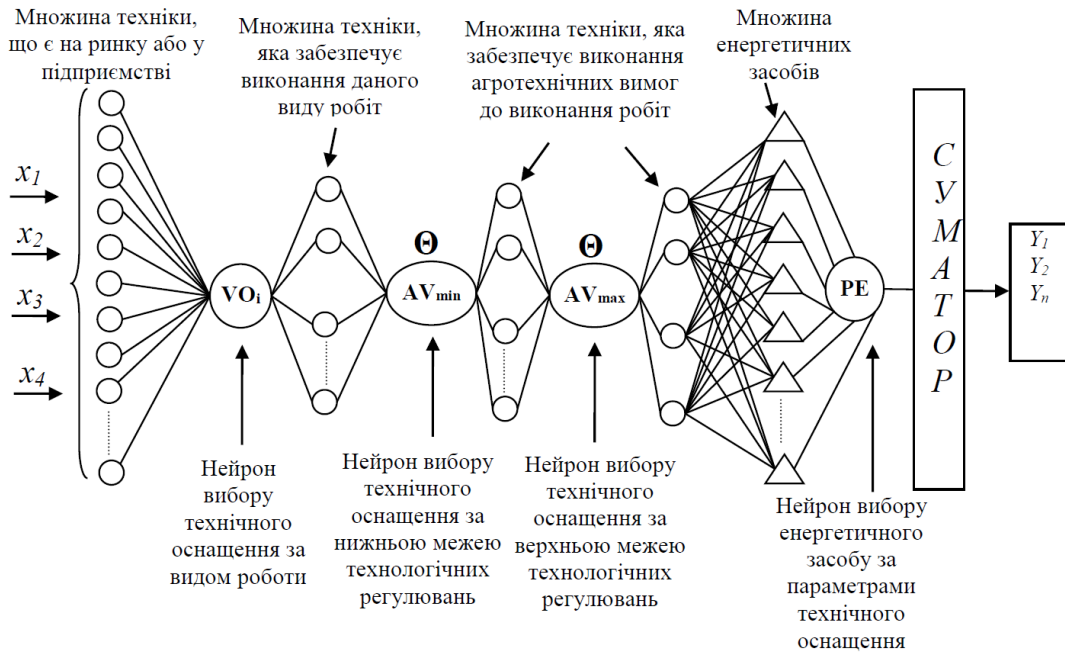 Множина техніки,
що є на ринку або у
підприємстві
Множина техніки,
яка забезпечує
виконання даного
виду робіт
Множина техніки, яка
забезпечує виконання
агротехнічних вимог
до виконання робіт
Множина
енергетичних
засобів
x1
x2
x3
x4
VOi
Θ
AVmin
Θ
AVmax
PE
С
У
М
А
Т
О
Р
Y1
Y2
Yn
Нейрон
вибору
технічного
оснащення за
видом роботи
Нейрон вибору
технічного
оснащення за
нижньою межею
технологічних
регулювань
Нейрон вибору
технічного
оснащення за
верхньою межею
технологічних
регулювань
Нейрон вибору
енергетичного
засобу за
параметрами
технічного
оснащення